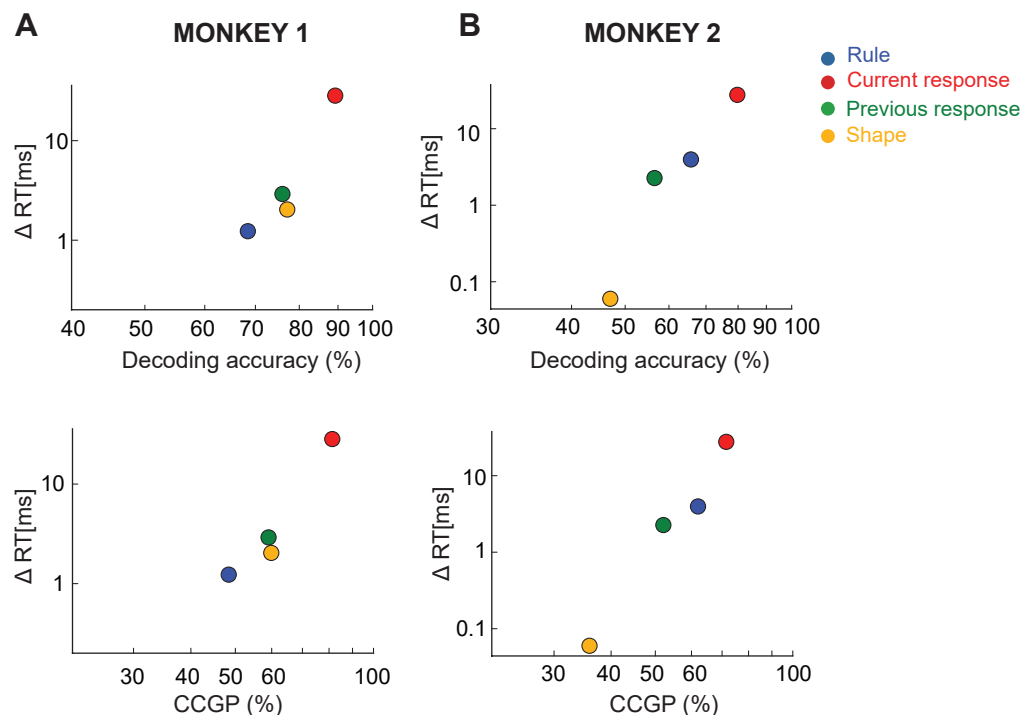 A
MONKEY 1
B
MONKEY 2
Rule
Current response
Previous response
Shape
Δ RT[ms]
10
1
40 50 60 70 80 90 100
Decoding accuracy (%)
Δ RT[ms]
10
1
0.1
30 40 50 60 70 80 90 100
Decoding accuracy (%)
Δ RT[ms]
10
1
30 50 60 100
CCGP (%)
Δ RT[ms]
10
1
0.1
30 50 60 100
CCGP (%)